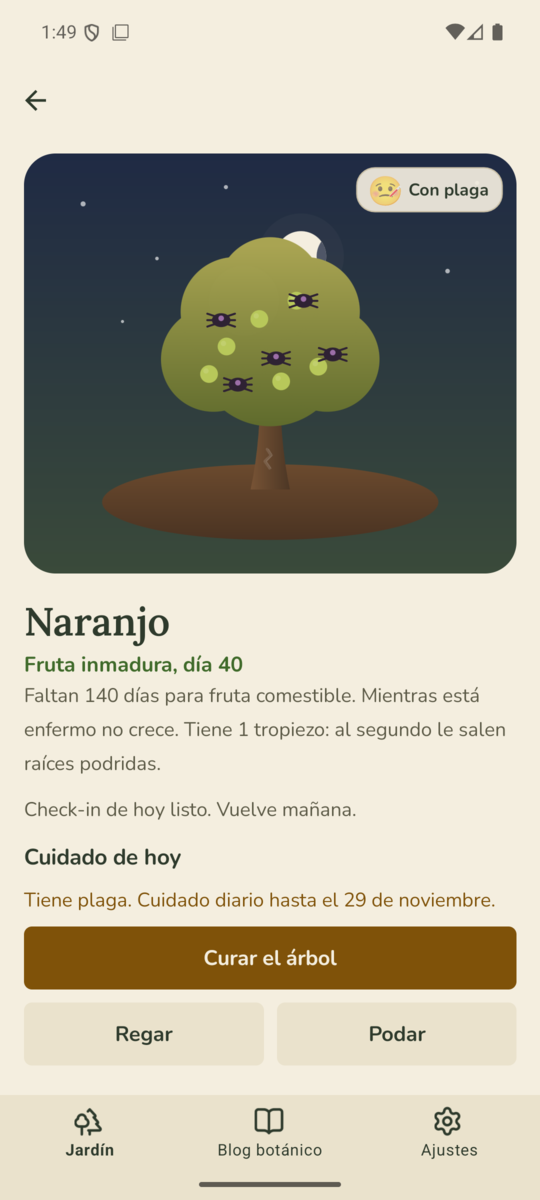 1:49
Con plaga
Naranjo
Fruta inmadura, día 40
Faltan 140 días para fruta comestible. Mientras está
enfermo no crece. Tiene 1 tropiezo: al segundo le salen
raíces podridas.
Check-in de hoy listo. Vuelve mañana.
Cuidado de hoy
Tiene plaga. Cuidado diario hasta el 29 de noviembre.
Curar el árbol
Regar
Podar
Jardín
Blog botánico
Ajustes